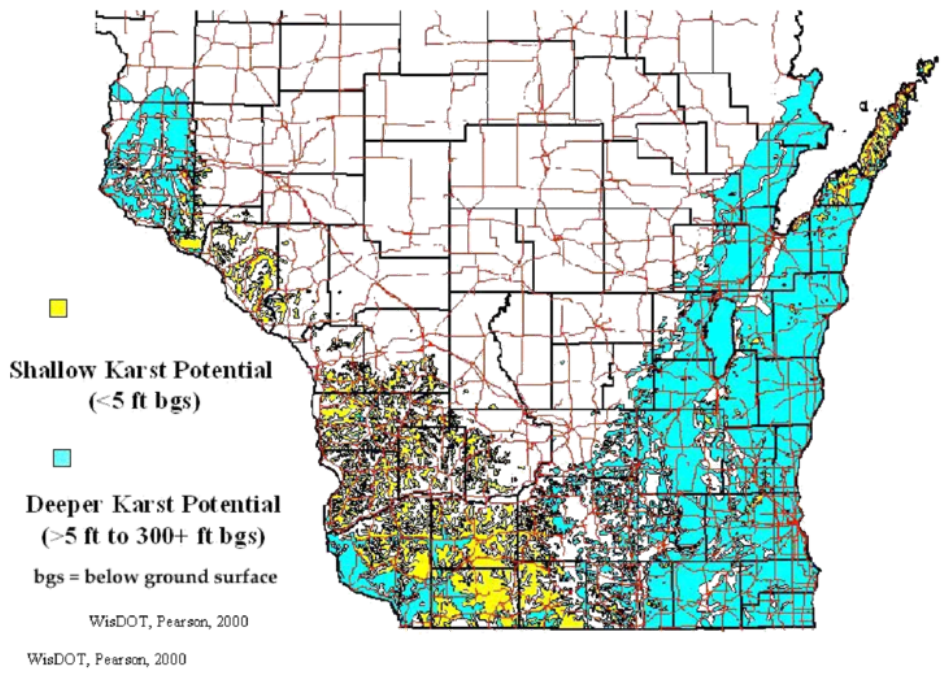 Shallow Karst Potential
(<5 ft bgs)
Deeper Karst Potential
(>5 ft to 300+ ft bgs)
bgs = below ground surface
WisDOT, Pearson, 2000
WisDOT, Pearson, 2000